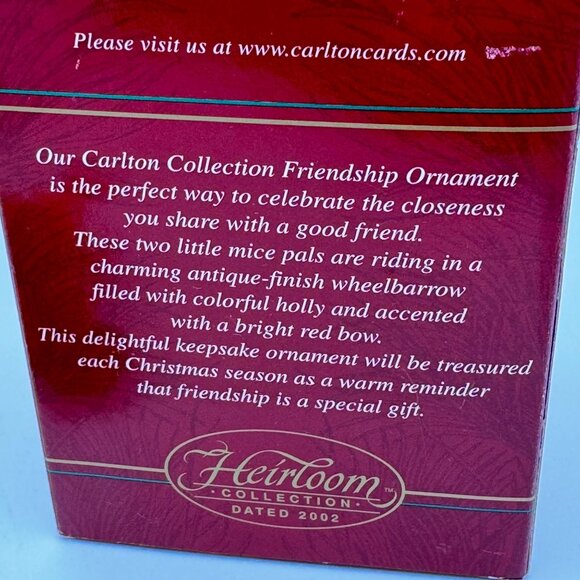 Please visit us at www.carltoncards.com
Our Carlton Collection Friendship Ornament
is the perfect way to celebrate the closeness
you share with a good friend.
These two little mice pals are riding in a
charming antique-finish wheelbarrow
filled with colorful holly and accented
with a bright red bow.
This delightful keepsake ornament will be treasured
each Christmas season as a warm reminder
that friendship is a special gift.
Heirloom™
·COLLECTION·
DATED 2002